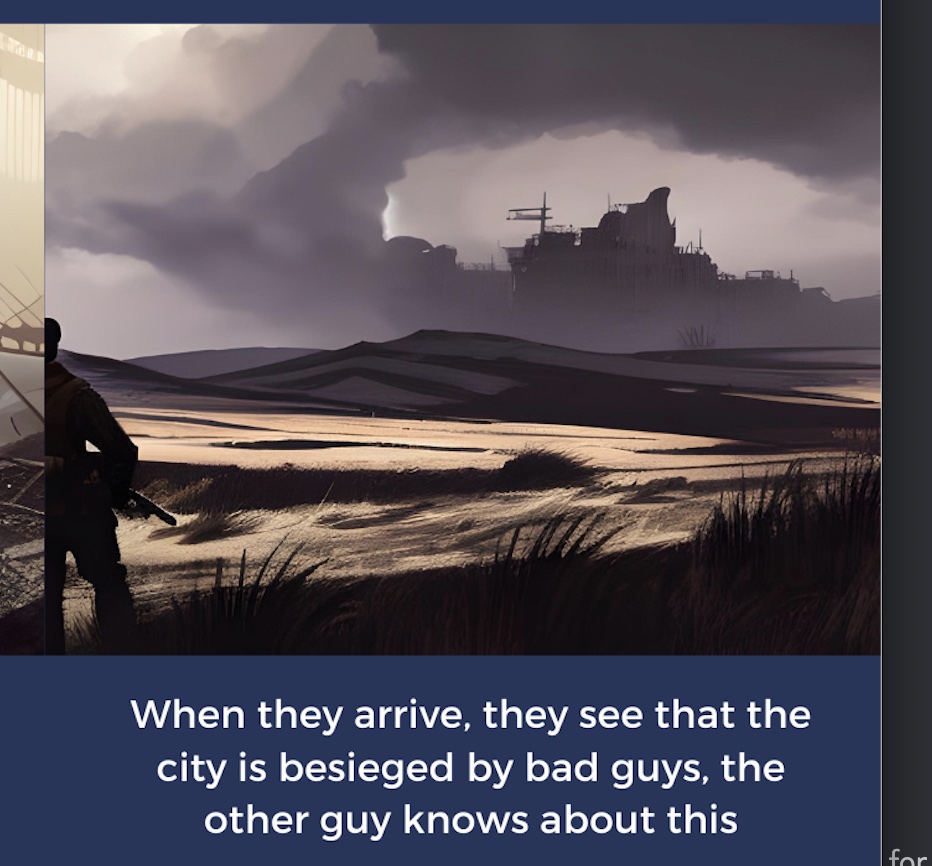 When they arrive, they see that the
city is besieged by bad guys, the
other guy knows about this
for